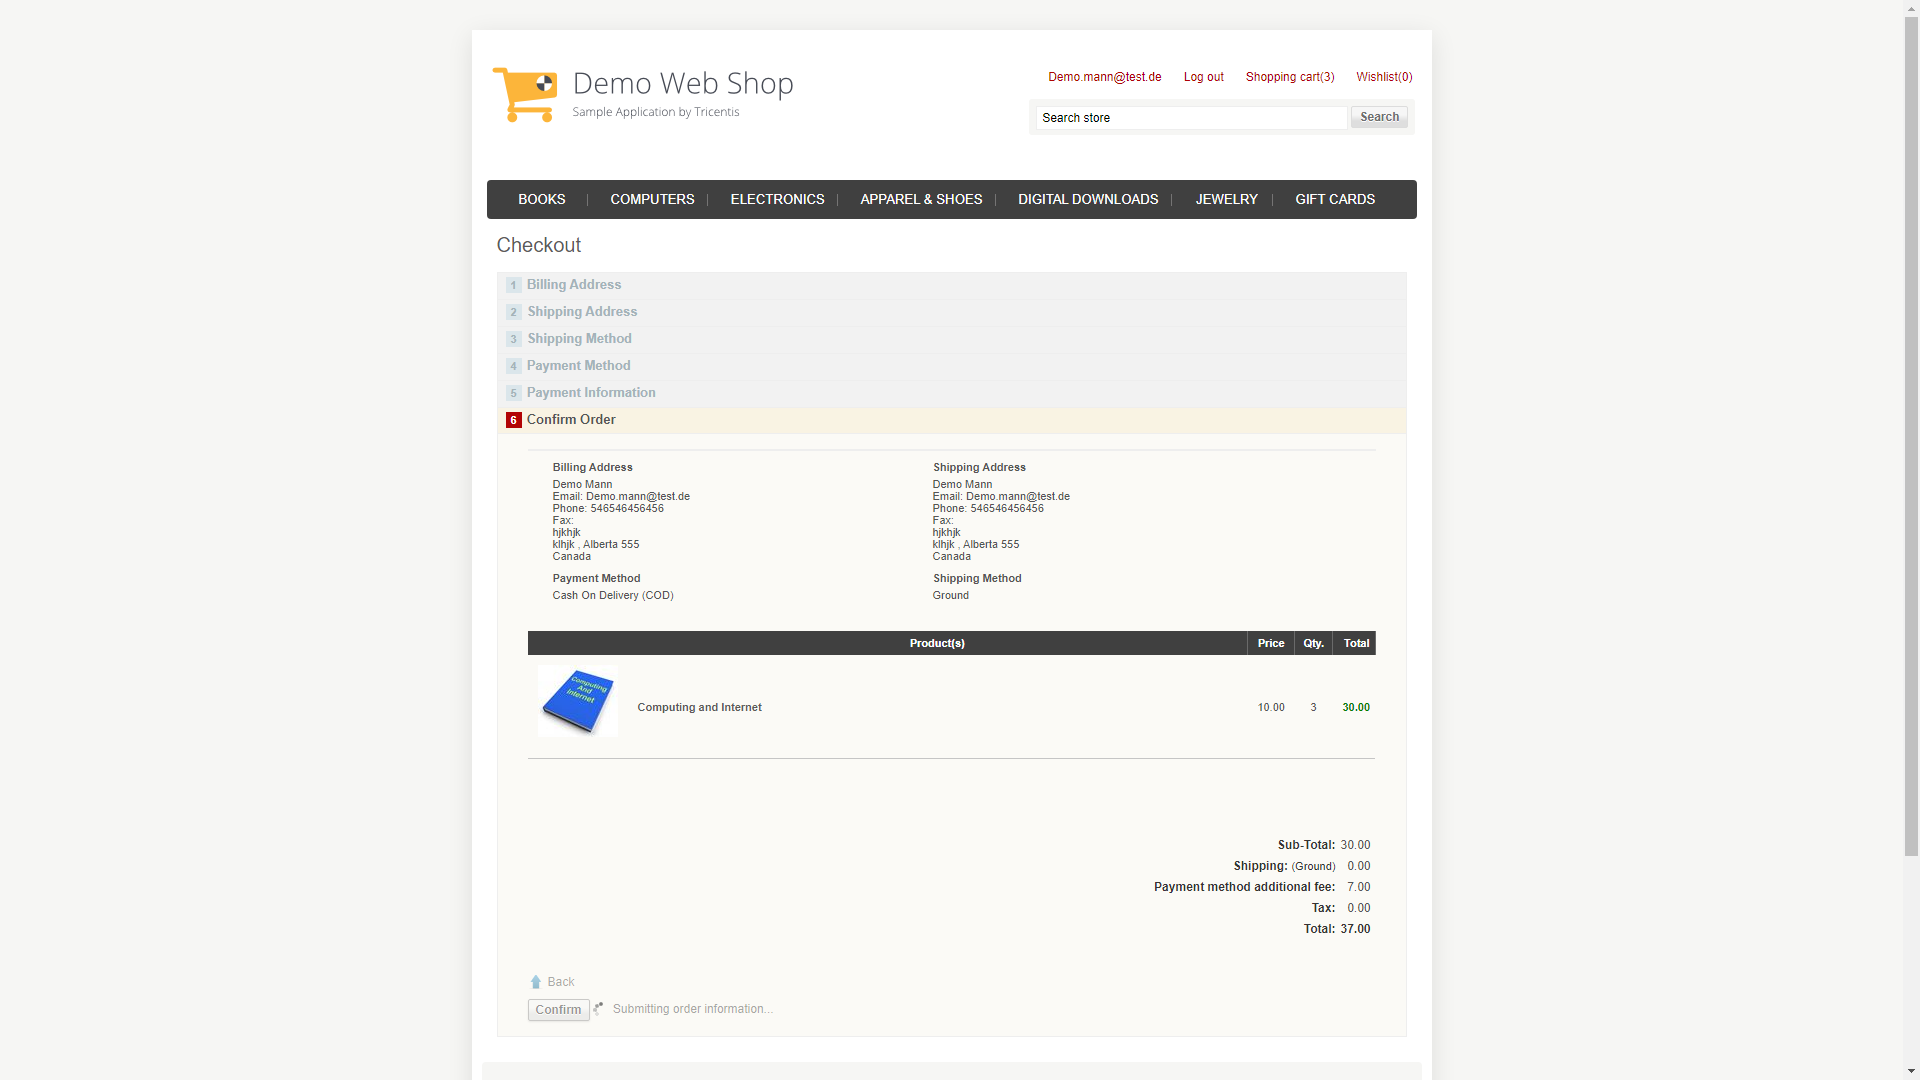 Demo Web Shop
Sample Application by Tricentis
Demo.mann@test.de Log out Shopping cart(3) Wishlist(0)
Search store Search
BOOKS COMPUTERS ELECTRONICS APPAREL & SHOES DIGITAL DOWNLOADS JEWELRY GIFT CARDS
Checkout
1 Billing Address
2 Shipping Address
3 Shipping Method
4 Payment Method
5 Payment Information
6 Confirm Order
Billing Address
Demo Mann
Email: Demo.mann@test.de
Phone: 546546456456
Fax:
hjkhjk
klhjk , Alberta 555
Canada
Payment Method
Cash On Delivery (COD)
Shipping Address
Demo Mann
Email: Demo.mann@test.de
Phone: 546546456456
Fax:
hjkhjk
klhjk , Alberta 555
Canada
Shipping Method
Ground
Product(s) Price Qty. Total
Computing
And
Internet
Computing and Internet 10.00 3 30.00
Sub-Total: 30.00
Shipping: (Ground) 0.00
Payment method additional fee: 7.00
Tax: 0.00
Total: 37.00
Back
Confirm Submitting order information...